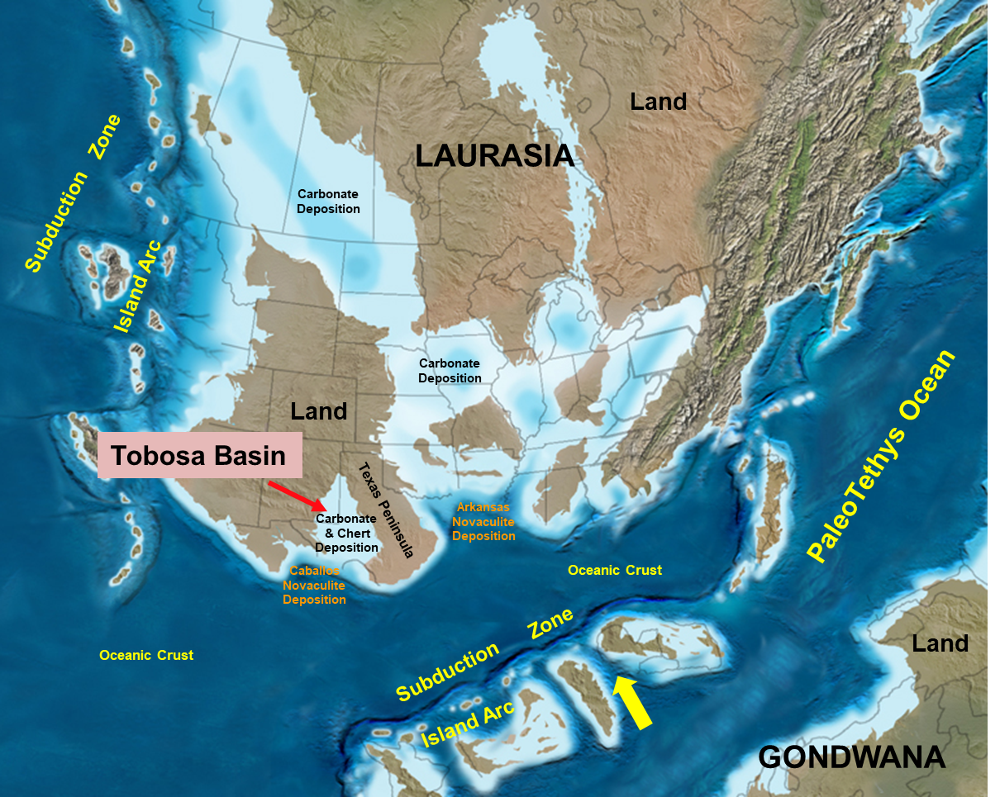 Land
LAURASIA
Subduction Zone
Carbonate
Deposition
Island Arc
Carbonate
Deposition
Land
Tobosa Basin
Texas Peninsula
Carbonate
& Chert
Deposition
Arkansas
Novaculite
Deposition
PaleoTethys Ocean
Caballos
Novaculite
Deposition
Oceanic Crust
Oceanic Crust
Subduction Zone
Land
Island Arc
GONDWANA